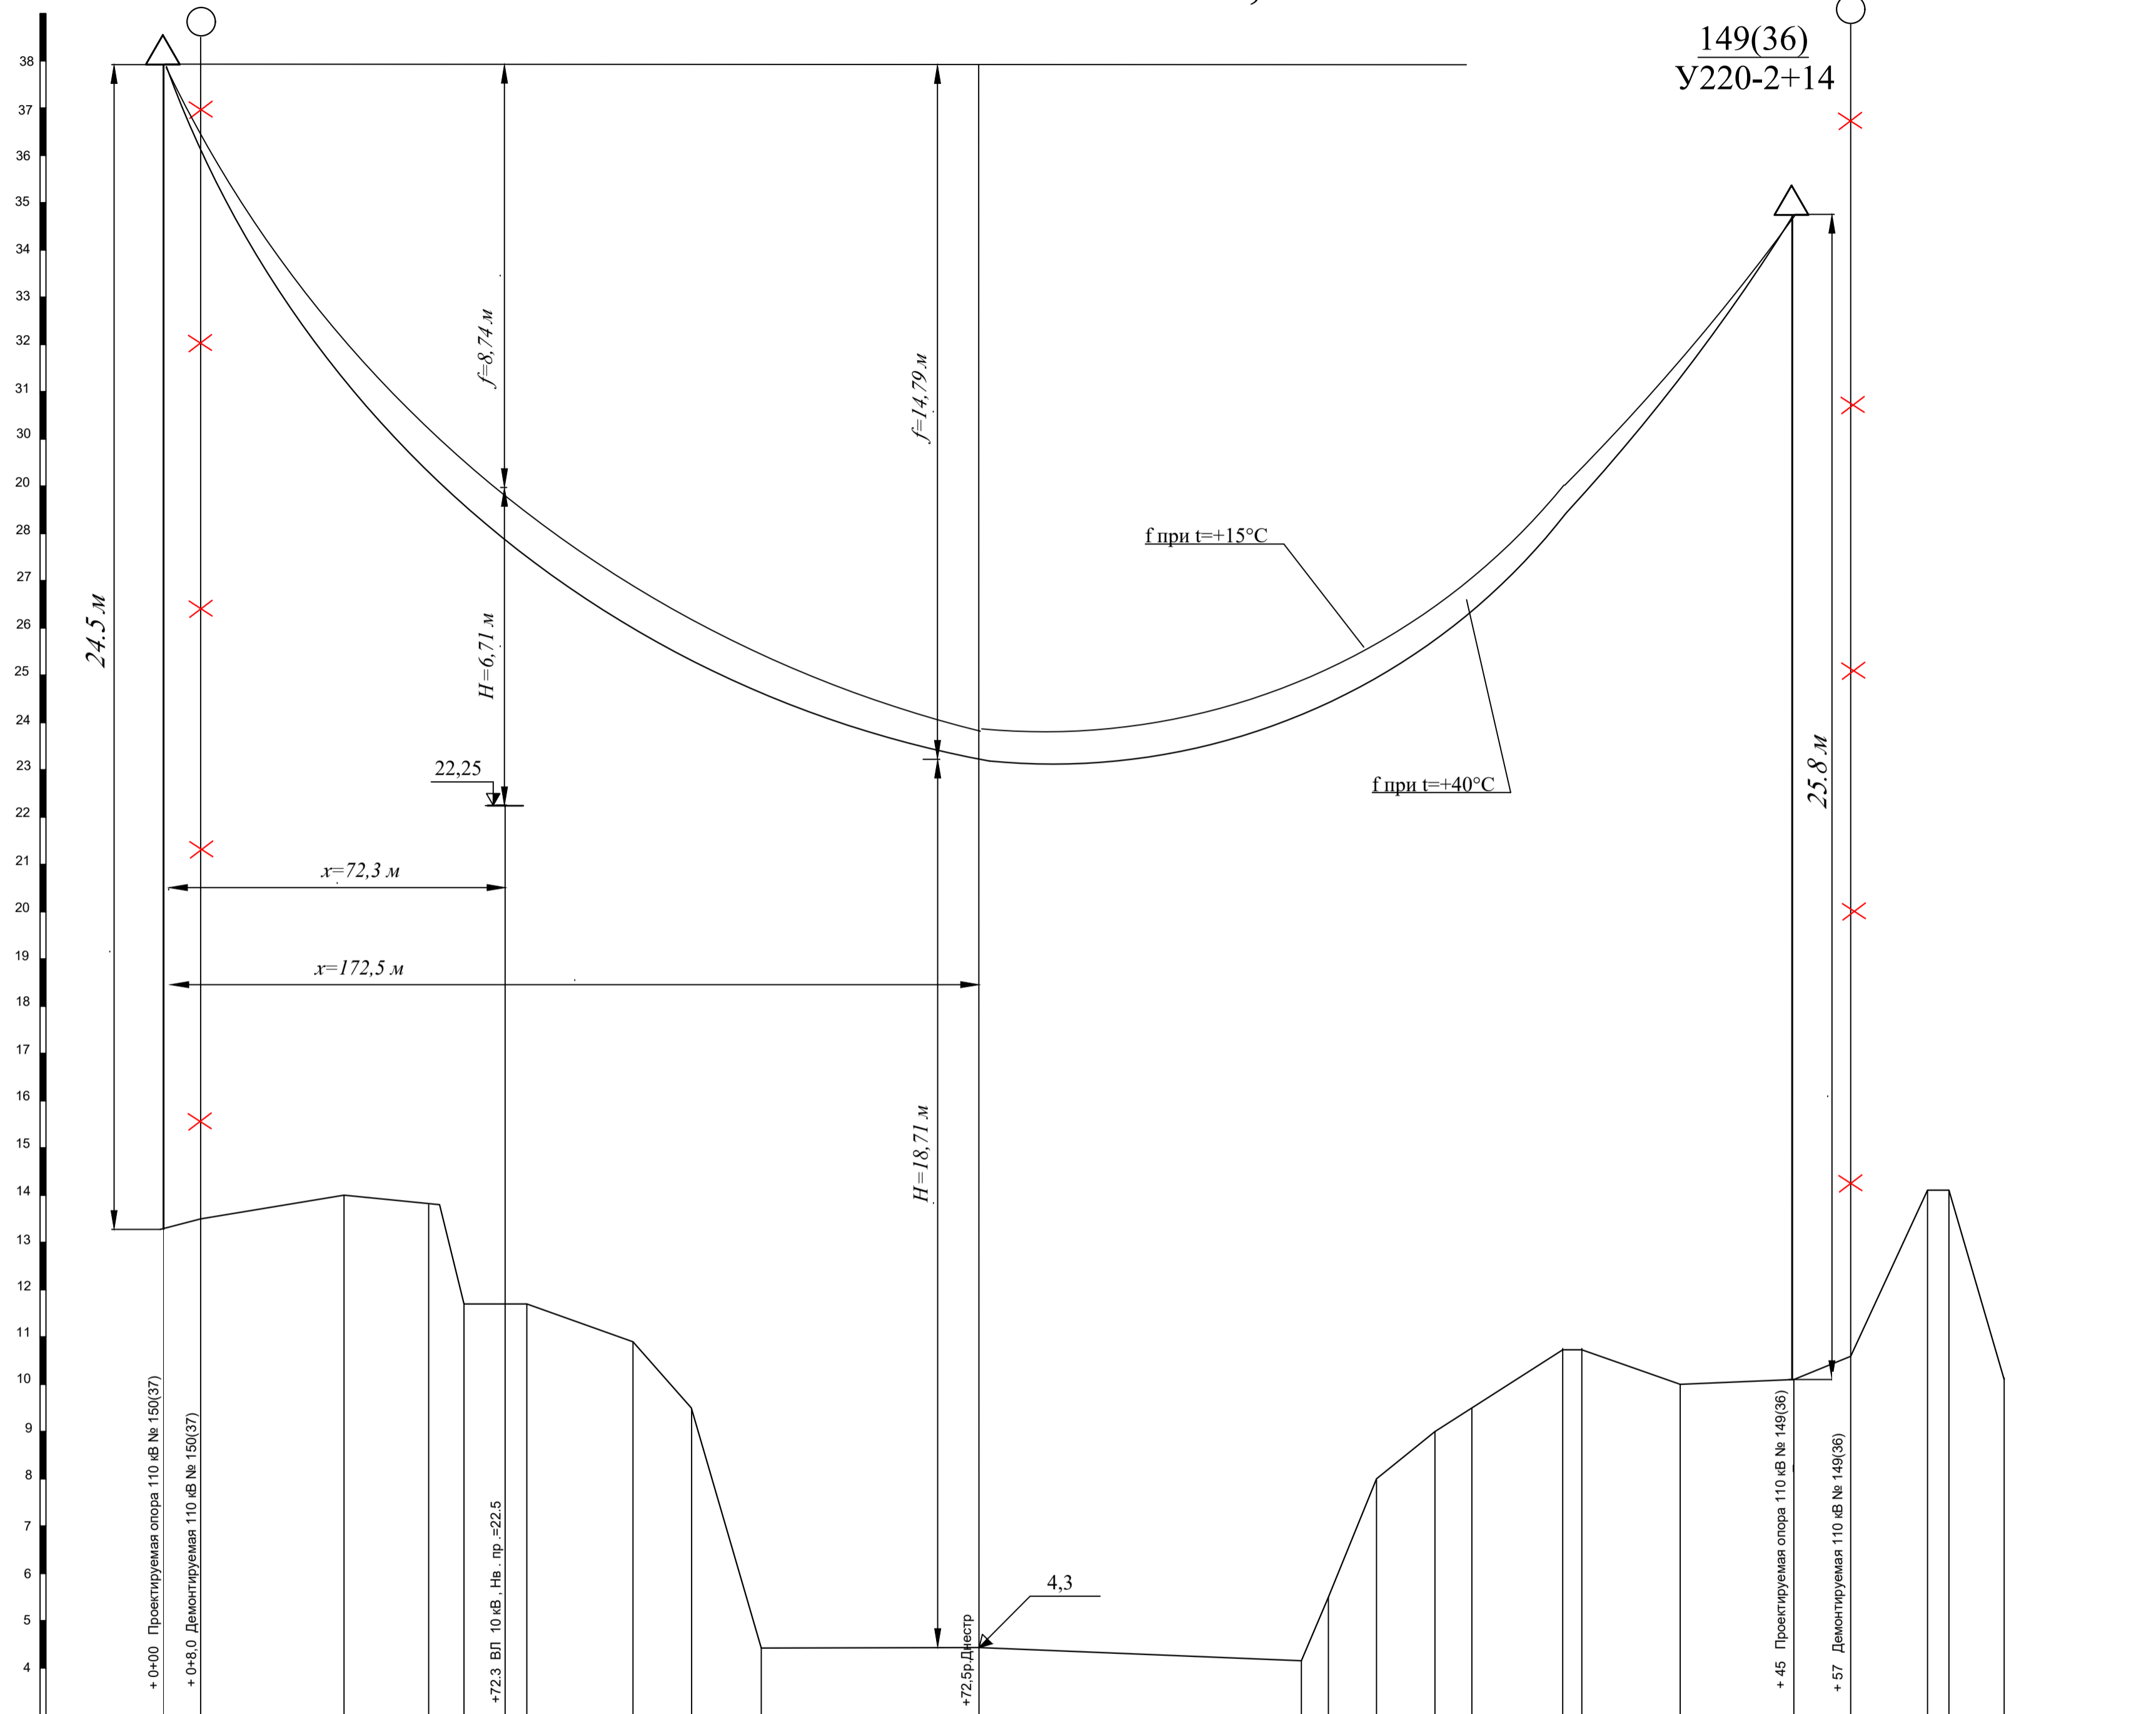 149(36)
У220-2+14
38
37
36
35
34
33
32
31
30
20
28
27
26
25
24
23
22
21
20
19
18
17
16
15
14
13
12
11
10
9
8
7
6
5
4
24.5 м
f=8,74 м
H=6,71 м
22,25
x=72,3 м
x=172,5 м
f=14,79 м
H=18,71 м
f при t=+15°C
f при t=+40°C
25.8 м
4,3
+ 0+00 Проектируемая опора 110 кВ № 150(37)
+ 0+8,0 Демонтируемая 110 кВ № 150(37)
+72.3 ВЛ 10 кВ , Нв . пр .=22.5
+72,5р.Днестр
+ 45 Проектируемая опора 110 кВ № 149(36)
+ 57 Демонтируемая 110 кВ № 149(36)